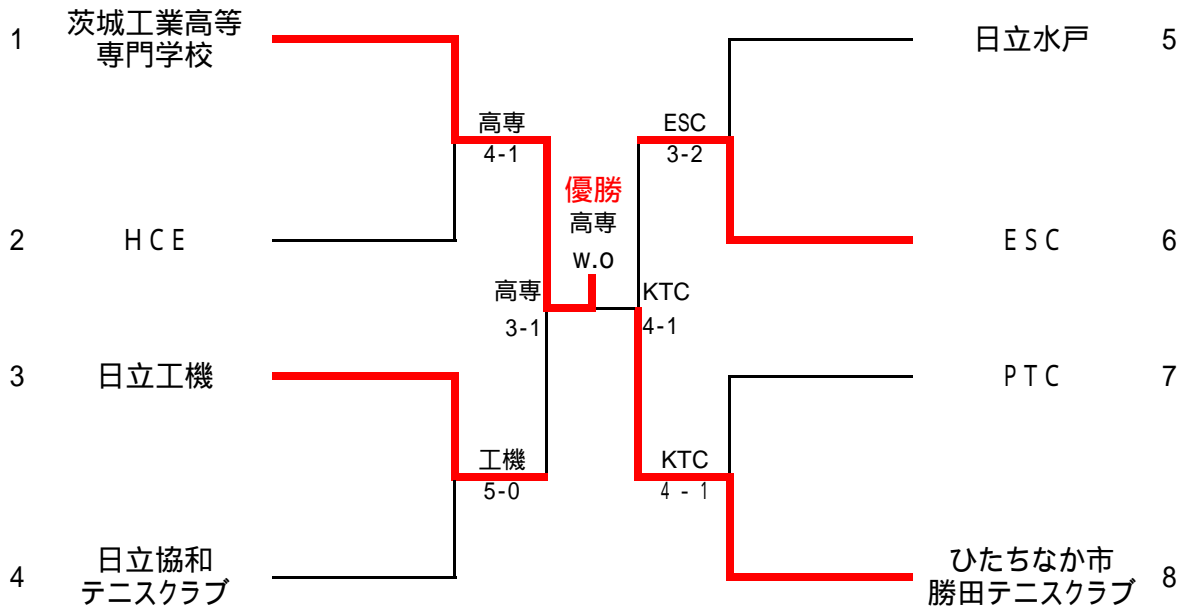 1
茨城工業高等
専門学校
日立水戸
5
高専
4-1
ESC
3-2
優勝
高専
w.o
2
ＨＣＥ
ＥＳＣ
6
高専
3-1
KTC
4-1
3
日立工機
ＰＴＣ
7
工機
5-0
KTC
4 - 1
4
日立協和
テニスクラブ
ひたちなか市
勝田テニスクラブ
8